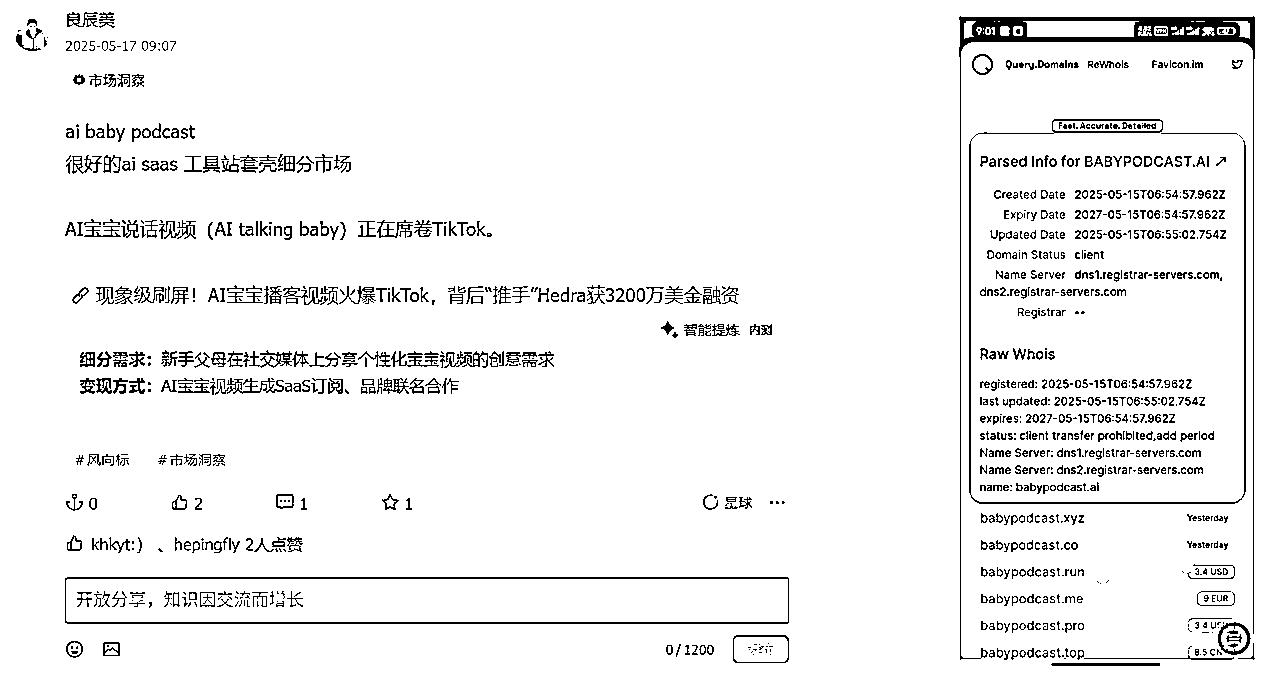 良辰美
2025-05-17 09:07
市场洞察
ai baby podcast
很好的ai saas 工具站套壳细分市场
AI宝宝说话视频（AI talking baby）正在席卷TikTok。
现象级刷屏！AI宝宝播客视频火爆TikTok，背后“推手”Hedra获3200万美金融资
智能提炼 内测
细分需求：新手父母在社交媒体上分享个性化宝宝视频的创意需求
变现方式：AI宝宝视频生成SaaS订阅、品牌联名合作
#风向标 #市场洞察
0 2 1 1 星球 ···
khkyt:) 、hepingfly 2人点赞
开放分享，知识因交流而增长
0/1200
9:01
Query.Domains ReWhois Favicon.im
Fast. Accurate. Detailed
Parsed Info for BABYPODCAST.AI ↗
Created Date 2025-05-15T06:54:57.962Z
Expiry Date 2027-05-15T06:54:57.962Z
Updated Date 2025-05-15T06:55:02.754Z
Domain Status client
Name Server dns1.registrar-servers.com,
dns2.registrar-servers.com
Registrar --
Raw Whois
registered: 2025-05-15T06:54:57.962Z
last updated: 2025-05-15T06:55:02.754Z
expires: 2027-05-15T06:54:57.962Z
status: client transfer prohibited,add period
Name Server: dns1.registrar-servers.com
Name Server: dns2.registrar-servers.com
name: babypodcast.ai
babypodcast.xyz Yesterday
babypodcast.co Yesterday
babypodcast.run 3.4 USD
babypodcast.me 9 EUR
babypodcast.pro 3.4
babypodcast.top 8.5